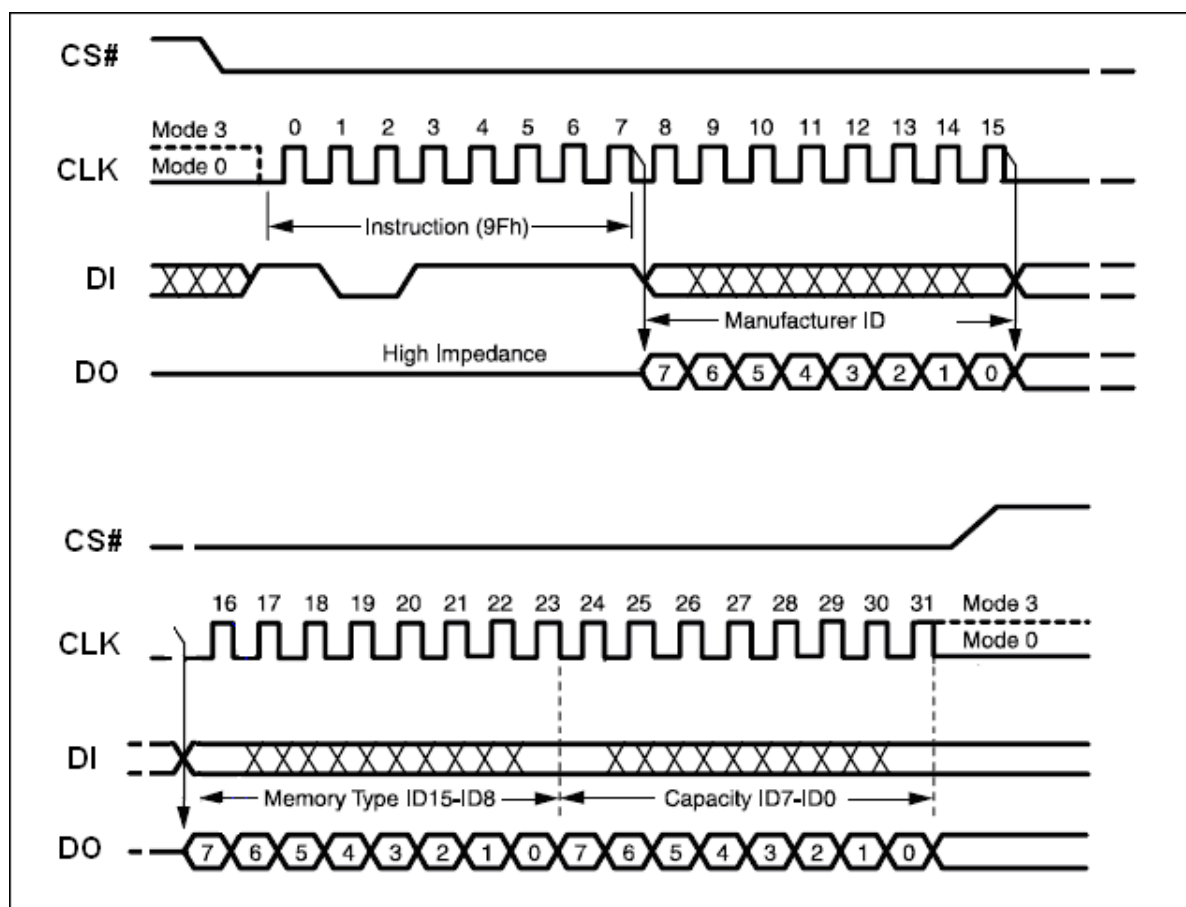 CS#
Mode 3
0 1 2 3 4 5 6 7 8 9 10 11 12 13 14 15
CLK
Mode 0
Instruction (9Fh)
DI
Manufacturer ID
High Impedance
DO
7 6 5 4 3 2 1 0
CS#
16 17 18 19 20 21 22 23 24 25 26 27 28 29 30 31
Mode 3
CLK
Mode 0
DI
Memory Type ID15-ID8
Capacity ID7-ID0
DO
7 6 5 4 3 2 1 0 7 6 5 4 3 2 1 0